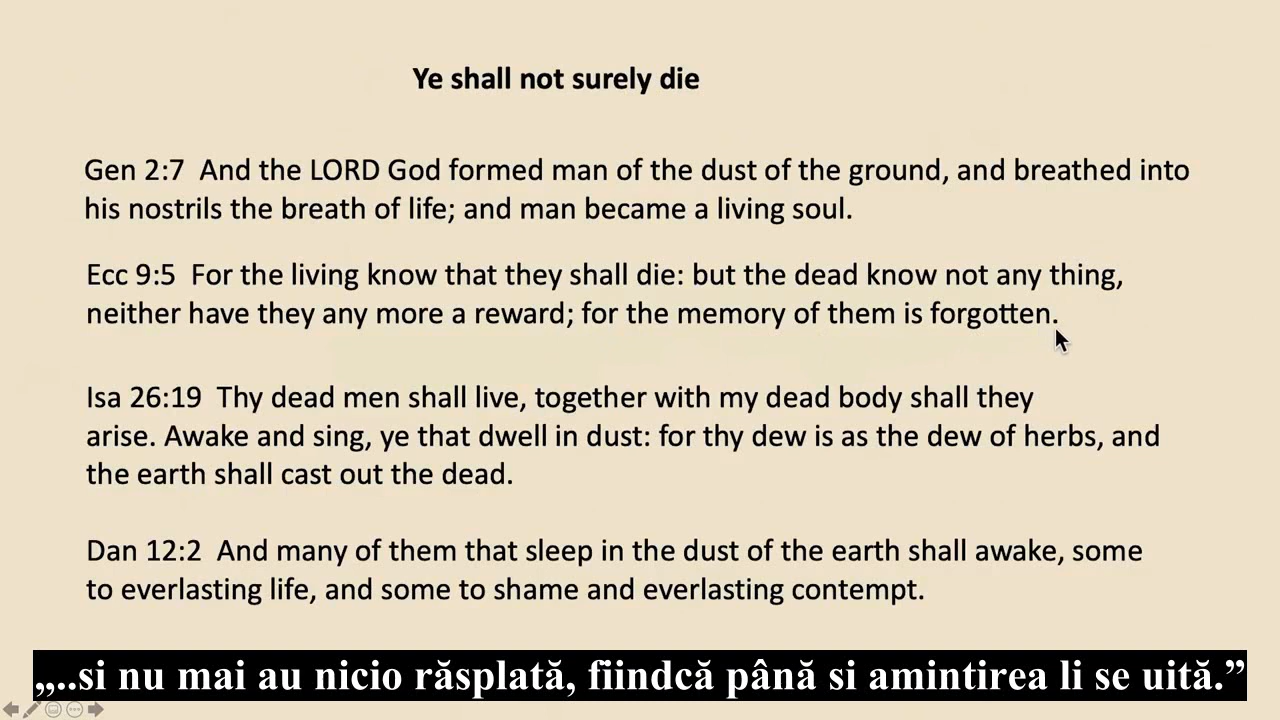 Ye shall not surely die
Gen 2:7  And the LORD God formed man of the dust of the ground, and breathed into
his nostrils the breath of life; and man became a living soul.
Ecc 9:5  For the living know that they shall die: but the dead know not any thing,
neither have they any more a reward; for the memory of them is forgotten.
Isa 26:19  Thy dead men shall live, together with my dead body shall they
arise. Awake and sing, ye that dwell in dust: for thy dew is as the dew of herbs, and
the earth shall cast out the dead.
Dan 12:2  And many of them that sleep in the dust of the earth shall awake, some
to everlasting life, and some to shame and everlasting contempt.
„..si nu mai au nicio răsplată, fiindcă până si amintirea li se uită.”